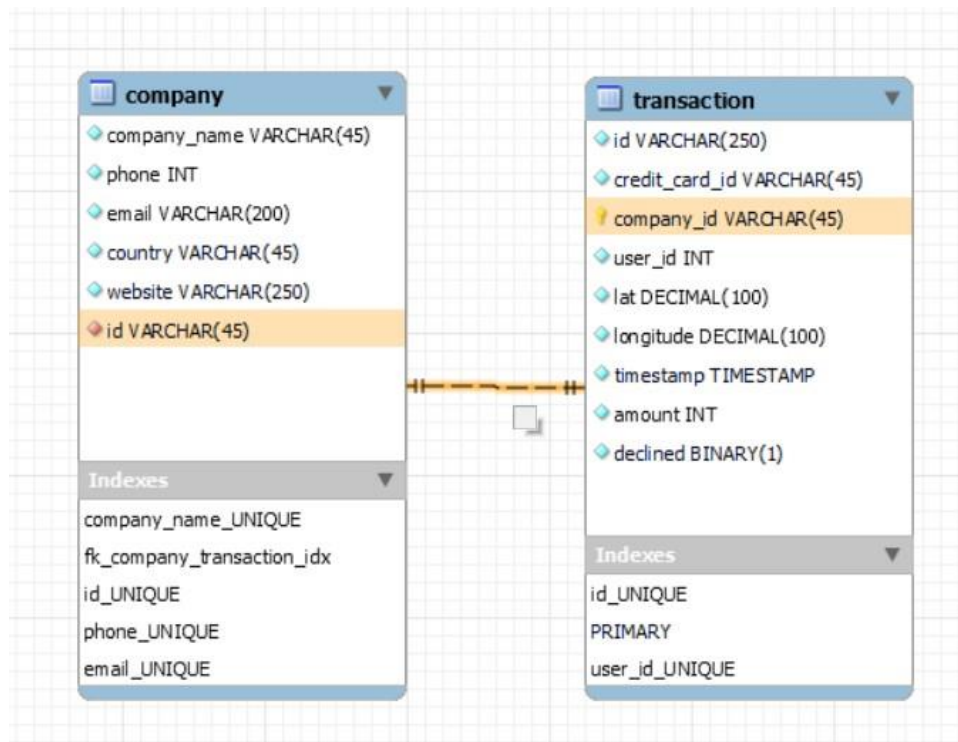 company
company_name VARCHAR(45)
phone INT
email VARCHAR(200)
country VARCHAR(45)
website VARCHAR(250)
id VARCHAR(45)
Indexes
company_name_UNIQUE
fk_company_transaction_idx
id_UNIQUE
phone_UNIQUE
email_UNIQUE
transaction
id VARCHAR(250)
credit_card_id VARCHAR(45)
company_id VARCHAR(45)
user_id INT
lat DECIMAL(100)
longitude DECIMAL(100)
timestamp TIMESTAMP
amount INT
declined BINARY(1)
Indexes
id_UNIQUE
PRIMARY
user_id_UNIQUE